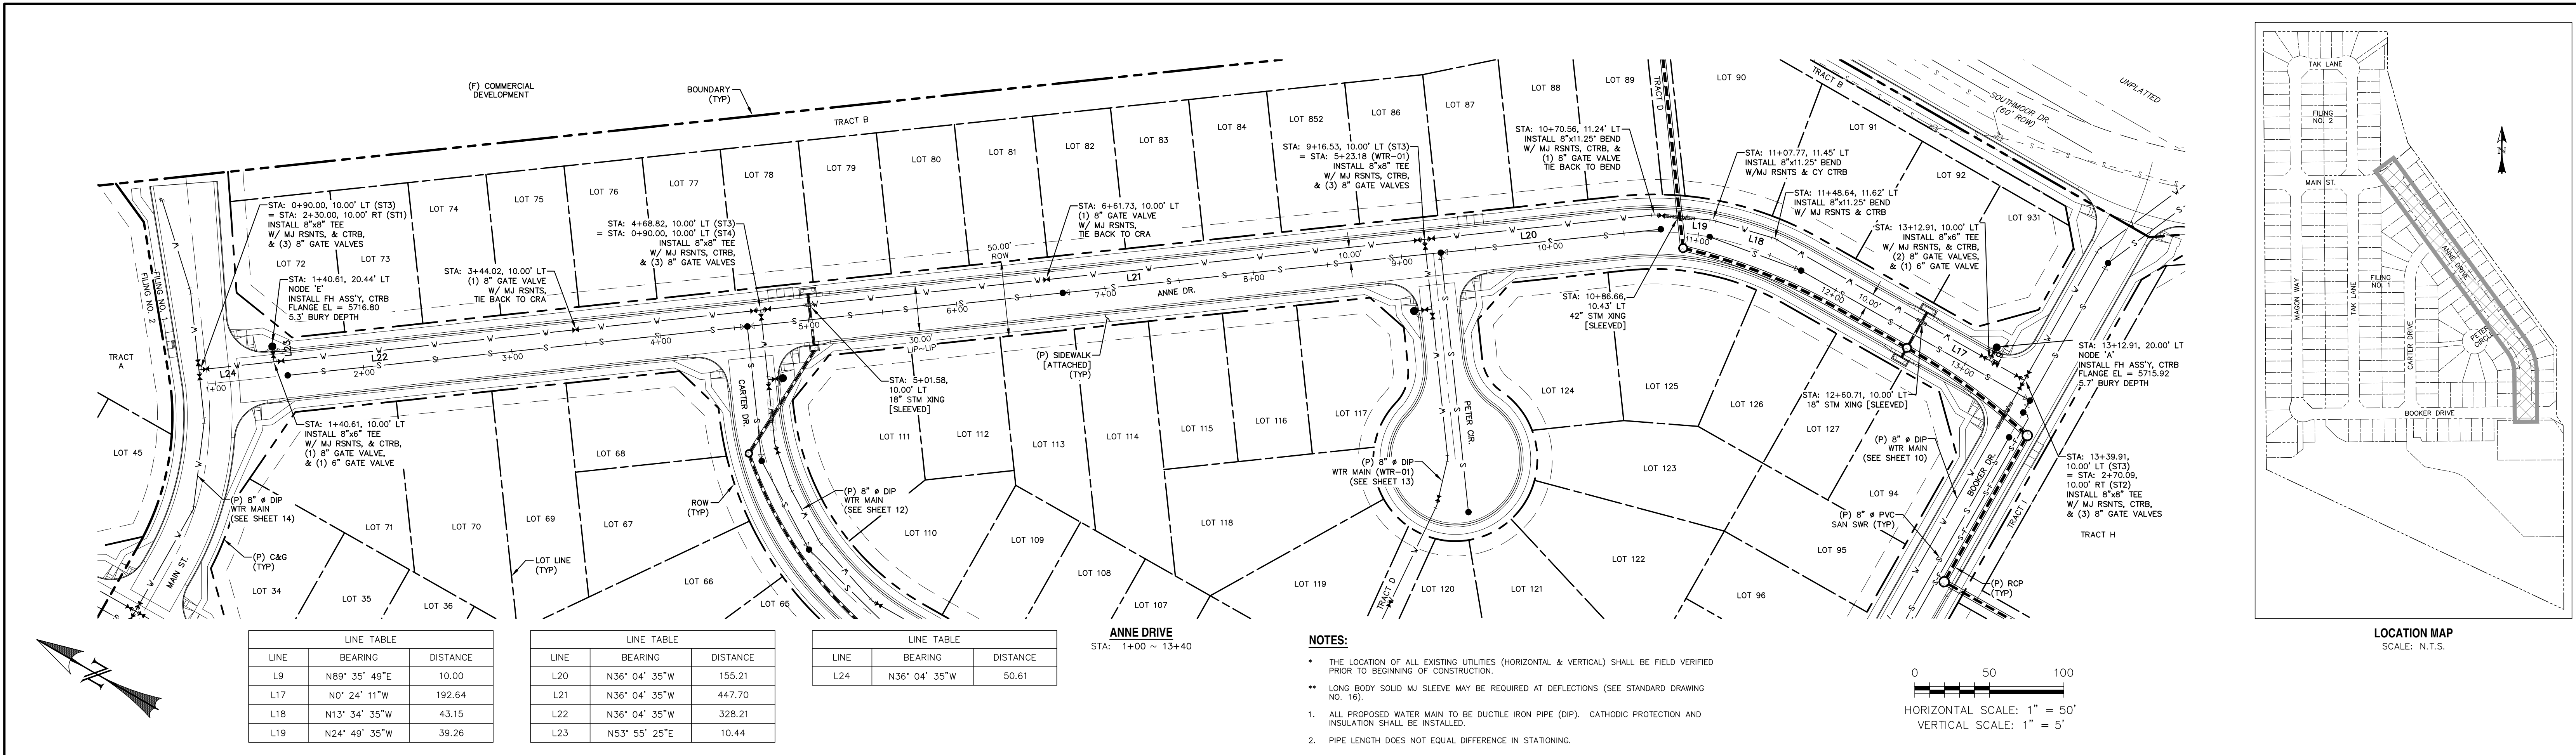 (F) COMMERCIAL
DEVELOPMENT
BOUNDARY
(TYP)
TRACT B
LOT 72
LOT 73
LOT 74
LOT 75
LOT 76
LOT 77
LOT 78
LOT 79
LOT 80
LOT 81
LOT 82
LOT 83
LOT 84
LOT 852
LOT 86
LOT 87
LOT 88
LOT 89
TRACT D
LOT 90
TRACT B
LOT 91
LOT 92
LOT 931
SOUTHMOOR DR.
(60' ROW)
UNPLATTED
STA: 0+90.00, 10.00' LT (ST3)
= STA: 2+30.00, 10.00' RT (ST1)
INSTALL 8"x8" TEE
W/ MJ RSNTS, & CTRB,
& (3) 8" GATE VALVES
STA: 1+40.61, 20.44' LT
NODE 'E'
INSTALL FH ASS'Y, CTRB
FLANGE EL = 5716.80
5.3' BURY DEPTH
STA: 3+44.02, 10.00' LT
(1) 8" GATE VALVE
W/ MJ RSNTS,
TIE BACK TO CRA
STA: 4+68.82, 10.00' LT (ST3)
= STA: 0+90.00, 10.00' LT (ST4)
INSTALL 8"x8" TEE
W/ MJ RSNTS, CTRB,
& (3) 8" GATE VALVES
STA: 6+61.73, 10.00' LT
(1) 8" GATE VALVE
W/ MJ RSNTS,
TIE BACK TO CRA
STA: 9+16.53, 10.00' LT (ST3)
= STA: 5+23.18 (WTR-01)
INSTALL 8"x8" TEE
W/ MJ RSNTS, CTRB,
& (3) 8" GATE VALVES
STA: 10+70.56, 11.24' LT
INSTALL 8"x11.25° BEND
W/ MJ RSNTS, CTRB, &
(1) 8" GATE VALVE
TIE BACK TO BEND
STA: 11+07.77, 11.45' LT
INSTALL 8"x11.25° BEND
W/MJ RSNTS & CY CTRB
STA: 11+48.64, 11.62' LT
INSTALL 8"x11.25° BEND
W/ MJ RSNTS & CTRB
STA: 13+12.91, 10.00' LT
INSTALL 8"x6" TEE
W/ MJ RSNTS, & CTRB,
(2) 8" GATE VALVES,
& (1) 6" GATE VALVE
STA: 13+12.91, 20.00' LT
NODE 'A'
INSTALL FH ASS'Y, CTRB
FLANGE EL = 5715.92
5.7' BURY DEPTH
FILING NO. 1
FILING NO. 2
TRACT
A
LOT 45
L24
L23
L22
L21
L20
L19
L18
L17
1+00
2+00
3+00
4+00
5+00
6+00
7+00
8+00
9+00
10+00
11+00
12+00
13+00
50.00'
ROW
30.00'
LIP~LIP
10.00'
10.00'
ANNE DR.
(P) SIDEWALK
[ATTACHED]
(TYP)
STA: 5+01.58,
10.00' LT
18" STM XING
[SLEEVED]
STA: 10+86.66,
10.43' LT
42" STM XING
[SLEEVED]
STA: 12+60.71, 10.00' LT
18" STM XING [SLEEVED]
STA: 13+39.91,
10.00' LT (ST3)
= STA: 2+70.09,
10.00' RT (ST2)
INSTALL 8"x8" TEE
W/ MJ RSNTS, CTRB,
& (3) 8" GATE VALVES
STA: 1+40.61, 10.00' LT
INSTALL 8"x6" TEE
W/ MJ RSNTS, & CTRB,
(1) 8" GATE VALVE,
& (1) 6" GATE VALVE
(P) 8" ø DIP
WTR MAIN
(SEE SHEET 14)
MAIN ST.
(P) C&G
(TYP)
LOT 34
LOT 35
LOT 36
LOT 71
LOT 70
LOT 69
LOT 68
LOT 67
LOT 66
LOT 65
LOT LINE
(TYP)
ROW
(TYP)
CARTER DR.
(P) 8" ø DIP
WTR MAIN
(SEE SHEET 12)
LOT 110
LOT 111
LOT 112
LOT 113
LOT 114
LOT 115
LOT 116
LOT 117
LOT 109
LOT 108
LOT 107
LOT 118
LOT 119
PETER CIR.
(P) 8" ø DIP
WTR MAIN (WTR-01)
(SEE SHEET 13)
TRACT D
LOT 120
LOT 121
LOT 122
LOT 123
LOT 124
LOT 125
LOT 126
LOT 127
LOT 94
LOT 95
LOT 96
(P) 8" ø DIP
WTR MAIN
(SEE SHEET 10)
(P) 8" ø PVC
SAN SWR (TYP)
BOOKER DR.
TRACT I
TRACT H
(P) RCP
(TYP)
TAK LANE
FILING
NO. 2
MAIN ST.
ANNE DRIVE
MAGON WAY
TAK LANE
FILING
NO. 1
CARTER DRIVE
PETER
CIRCLE
BOOKER DRIVE
LOCATION MAP
SCALE: N.T.S.
LINE TABLE
LINE BEARING DISTANCE
L9 N89° 35' 49"E 10.00
L17 N0° 24' 11"W 192.64
L18 N13° 34' 35"W 43.15
L19 N24° 49' 35"W 39.26
LINE TABLE
LINE BEARING DISTANCE
L20 N36° 04' 35"W 155.21
L21 N36° 04' 35"W 447.70
L22 N36° 04' 35"W 328.21
L23 N53° 55' 25"E 10.44
LINE TABLE
LINE BEARING DISTANCE
L24 N36° 04' 35"W 50.61
ANNE DRIVE
STA: 1+00 ~ 13+40
NOTES:
* THE LOCATION OF ALL EXISTING UTILITIES (HORIZONTAL & VERTICAL) SHALL BE FIELD VERIFIED
PRIOR TO BEGINNING OF CONSTRUCTION.
** LONG BODY SOLID MJ SLEEVE MAY BE REQUIRED AT DEFLECTIONS (SEE STANDARD DRAWING
NO. 16).
1. ALL PROPOSED WATER MAIN TO BE DUCTILE IRON PIPE (DIP). CATHODIC PROTECTION AND
INSULATION SHALL BE INSTALLED.
2. PIPE LENGTH DOES NOT EQUAL DIFFERENCE IN STATIONING.
0 50 100
HORIZONTAL SCALE: 1" = 50'
VERTICAL SCALE: 1" = 5'